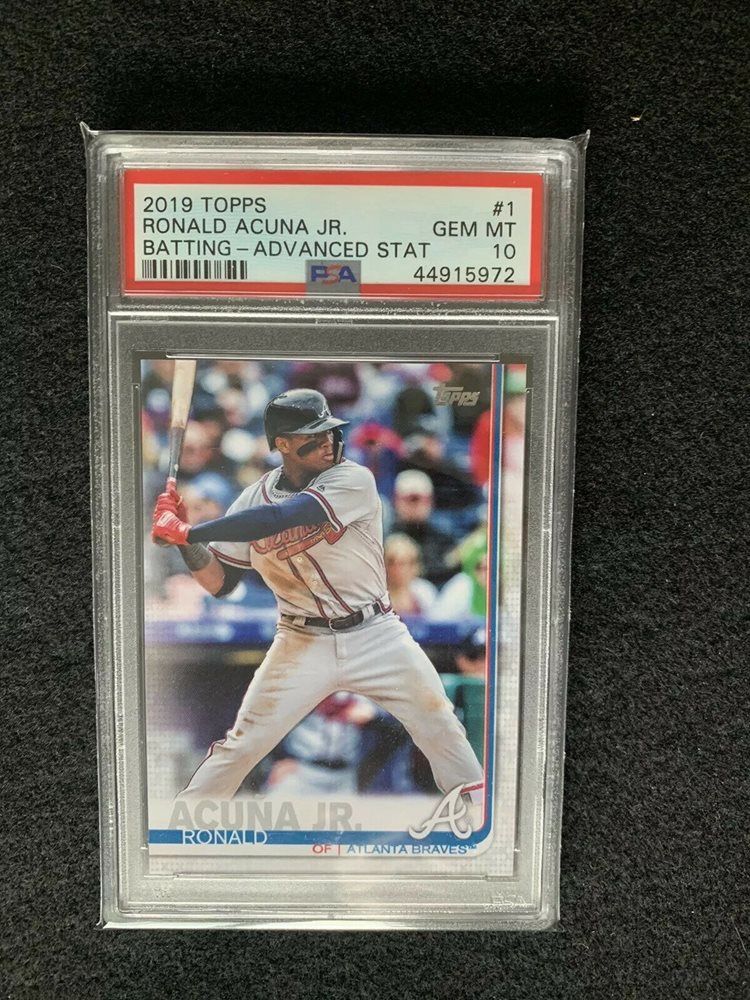 2019 TOPPS #1
RONALD ACUNA JR. GEM MT
BATTING – ADVANCED STAT 10
PSA 44915972
Topps
ACUÑA JR.
RONALD
OF | ATLANTA BRAVES™
A
PSA